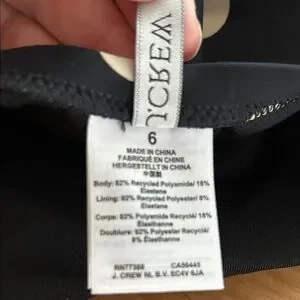 J.CREW
6
MADE IN CHINA
FABRIQUÉ EN CHINE
HERGESTELLT IN CHINA
中国製
Body: 82% Recycled Polyamide/ 18%
Elastane
Lining: 92% Recycled Polyester/ 8%
Elastane
Corps: 82% Polyamide Recyclé/ 18%
Élasthanne
Doublure: 92% Polyester Recyclé/
8% Élasthanne
RN77388
CA36445
J. CREW NL B.V. EC4V 6JA